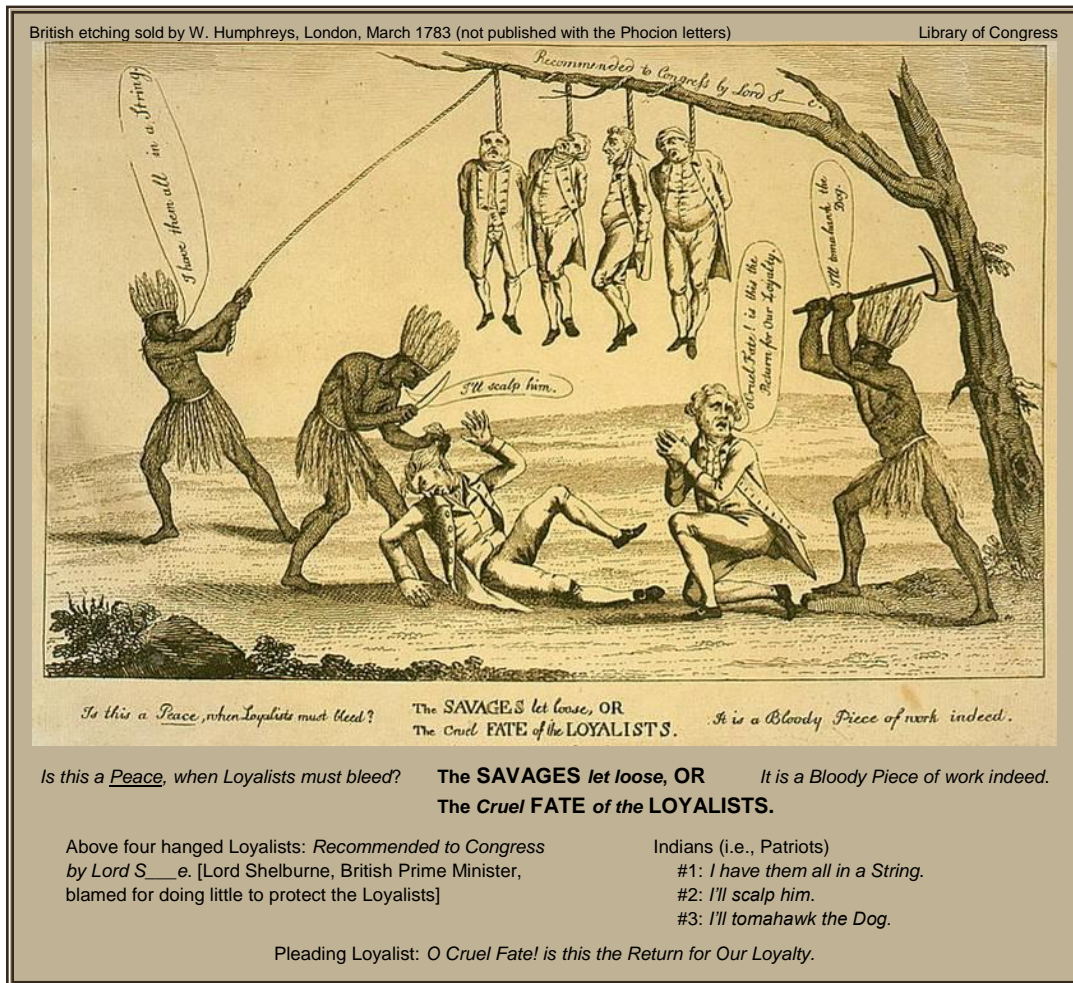 British etching sold by W. Humphreys, London, March 1783 (not published with the Phocion letters)
Library of Congress
I have them all in a String.
Recommended to Congreſs by Lord S__e.
I'll tomahawk the
Dog.
O Cruel Fate! is this the
Return for Our Loyalty.
I'll scalp him.
Is this a Peace, when Loyalists must bleed?
The SAVAGES let loose, OR
The Cruel FATE of the LOYALISTS.
It is a Bloody Piece of work indeed.
Is this a Peace, when Loyalists must bleed?
The SAVAGES let loose, OR
The Cruel FATE of the LOYALISTS.
It is a Bloody Piece of work indeed.
Above four hanged Loyalists: Recommended to Congress
by Lord S___e. [Lord Shelburne, British Prime Minister,
blamed for doing little to protect the Loyalists]
Indians (i.e., Patriots)
#1: I have them all in a String.
#2: I'll scalp him.
#3: I'll tomahawk the Dog.
Pleading Loyalist: O Cruel Fate! is this the Return for Our Loyalty.